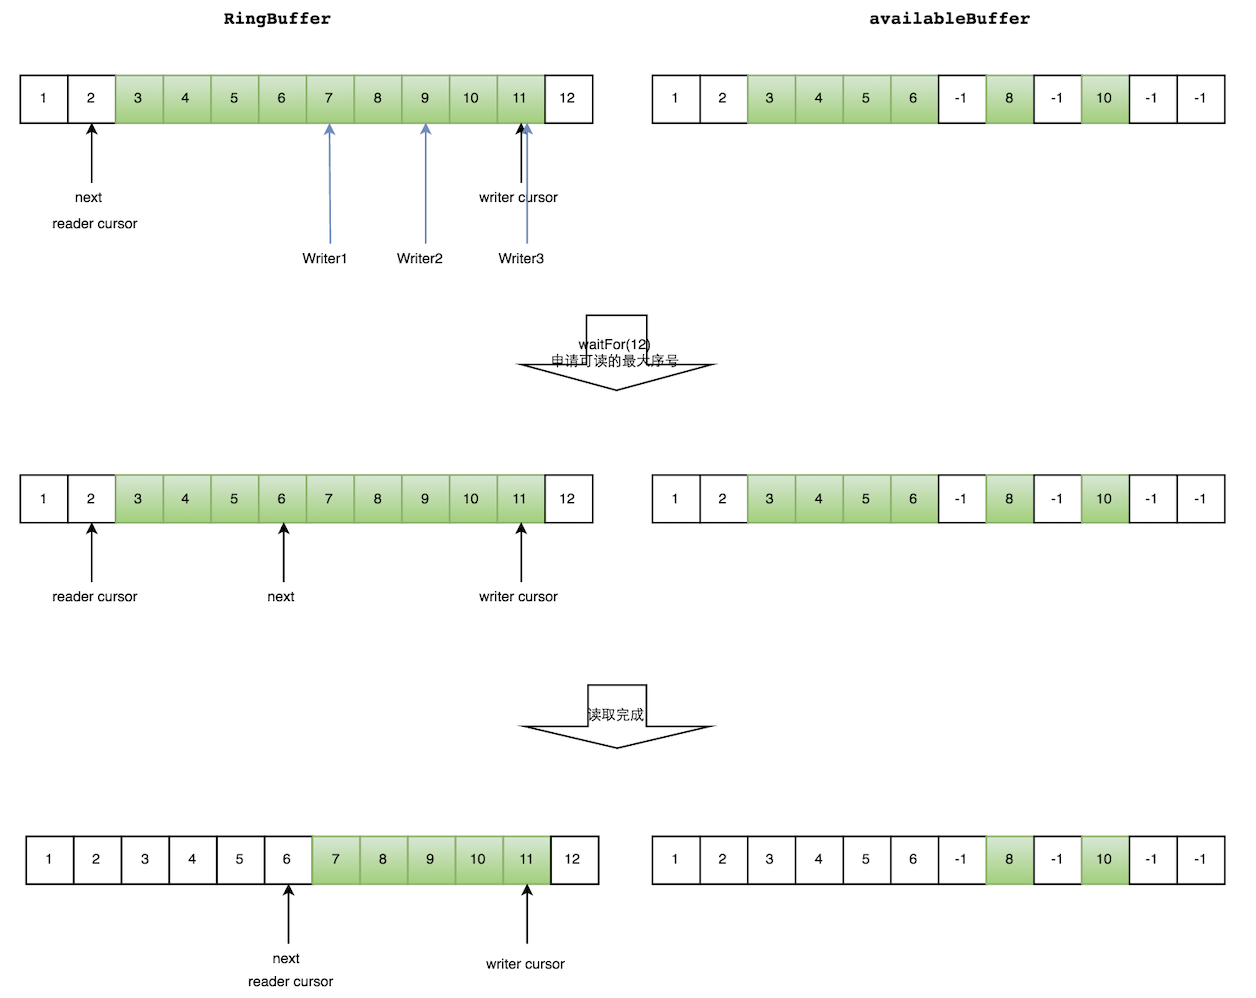 RingBuffer availableBuffer
1 2 3 4 5 6 7 8 9 10 11 12 1 2 3 4 5 6 -1 8 -1 10 -1 -1
next writer cursor
reader cursor
Writer1 Writer2 Writer3
waitFor(12)
申请可读的最大序号
1 2 3 4 5 6 7 8 9 10 11 12 1 2 3 4 5 6 -1 8 -1 10 -1 -1
reader cursor next writer cursor
读取完成
1 2 3 4 5 6 7 8 9 10 11 12 1 2 3 4 5 6 -1 8 -1 10 -1 -1
next writer cursor
reader cursor